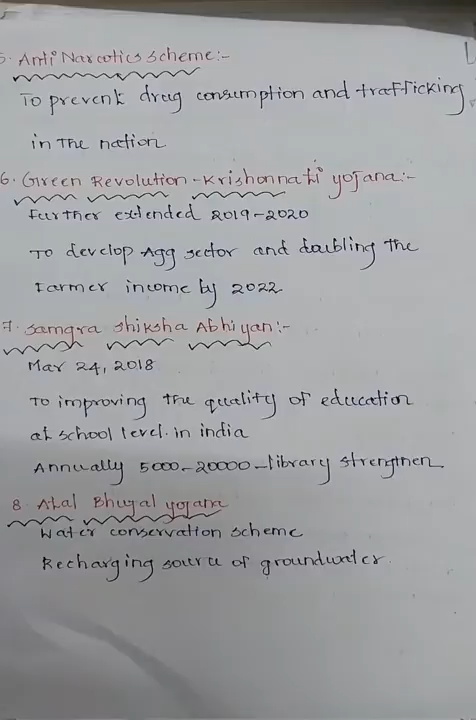 5. Anti Narcotics scheme:-
To prevent drug consumption and trafficking
in The nation
6. Green Revolution - Krishonnati yojana:-
Further extended 2019-2020
To develop Agg sector and doubling the
Farmer income by 2022
7. Samgra Shiksha Abhiyan:-
Mar 24, 2018
To improving the quality of education
at school level. in india
Annually 5000-20000-library strengthen
8. Atal Bhujal yojana
Water conservation scheme
Recharging source of groundwater.